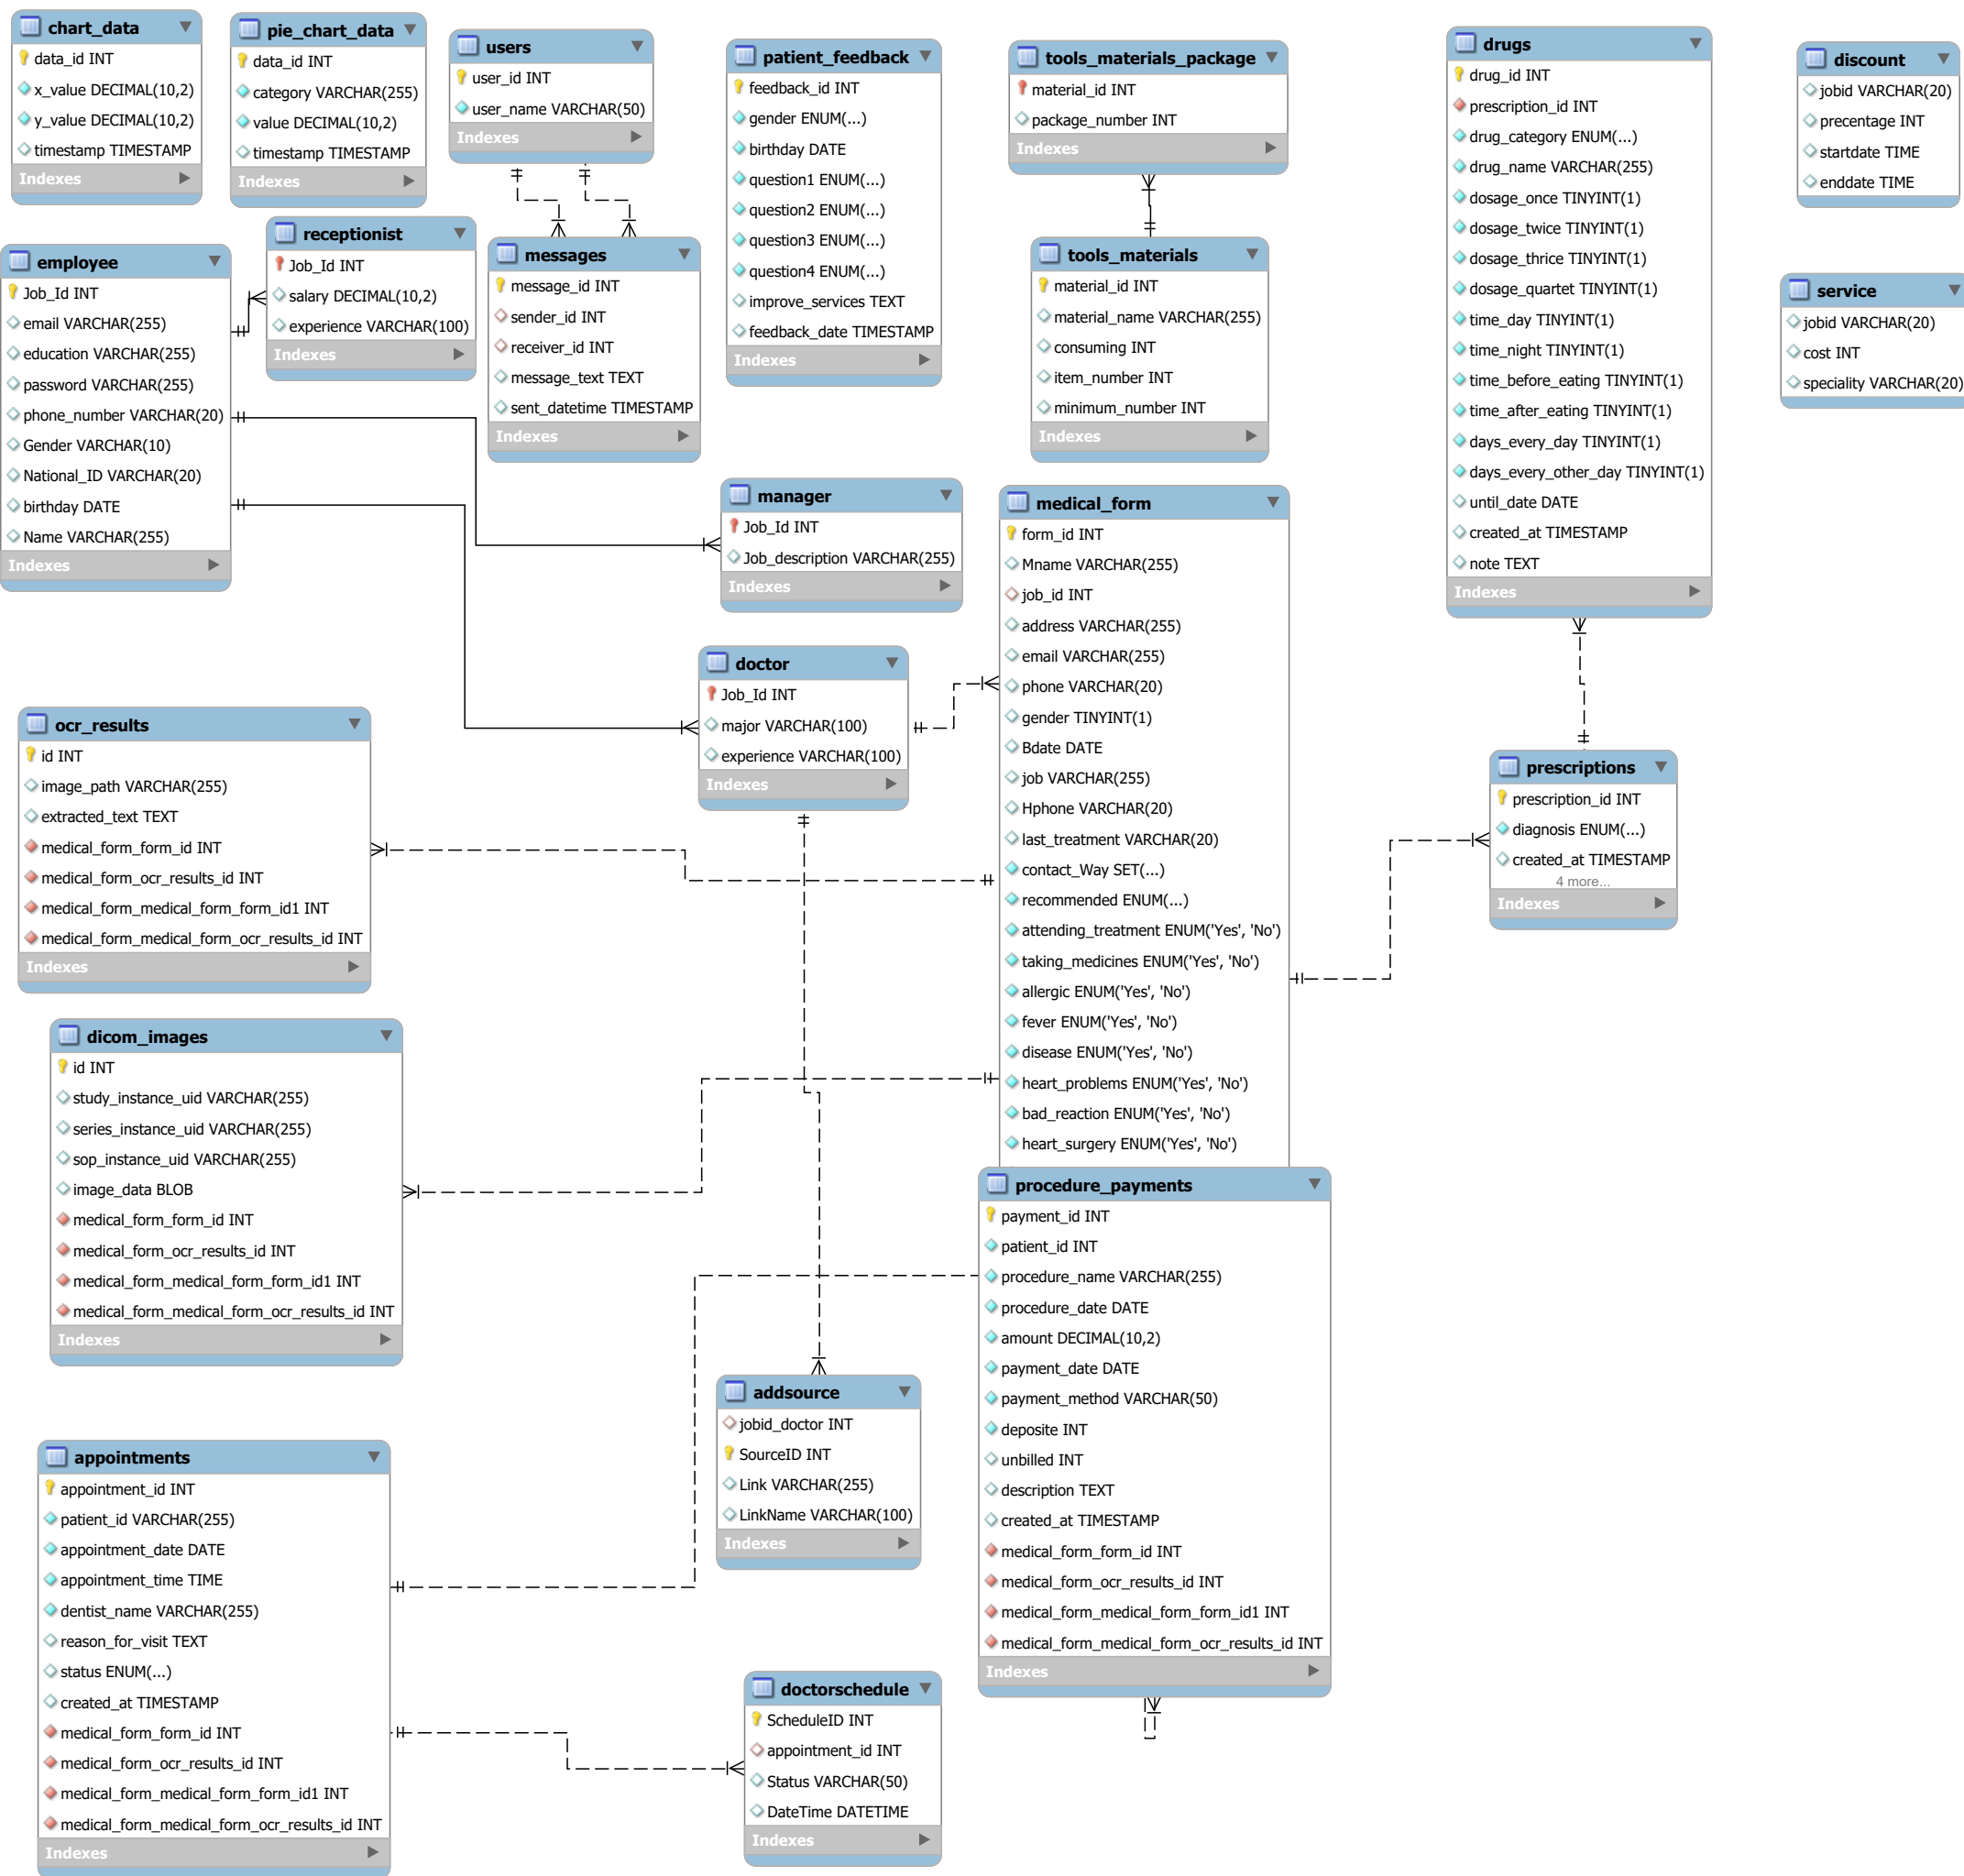 chart_data
data_id INT
x_value DECIMAL(10,2)
y_value DECIMAL(10,2)
timestamp TIMESTAMP
Indexes
pie_chart_data
data_id INT
category VARCHAR(255)
value DECIMAL(10,2)
timestamp TIMESTAMP
Indexes
users
user_id INT
user_name VARCHAR(50)
Indexes
patient_feedback
feedback_id INT
gender ENUM(...)
birthday DATE
question1 ENUM(...)
question2 ENUM(...)
question3 ENUM(...)
question4 ENUM(...)
improve_services TEXT
feedback_date TIMESTAMP
Indexes
tools_materials_package
material_id INT
package_number INT
Indexes
drugs
drug_id INT
prescription_id INT
drug_category ENUM(...)
drug_name VARCHAR(255)
dosage_once TINYINT(1)
dosage_twice TINYINT(1)
dosage_thrice TINYINT(1)
dosage_quartet TINYINT(1)
time_day TINYINT(1)
time_night TINYINT(1)
time_before_eating TINYINT(1)
time_after_eating TINYINT(1)
days_every_day TINYINT(1)
days_every_other_day TINYINT(1)
until_date DATE
created_at TIMESTAMP
note TEXT
Indexes
discount
jobid VARCHAR(20)
precentage INT
startdate TIME
enddate TIME
employee
Job_Id INT
email VARCHAR(255)
education VARCHAR(255)
password VARCHAR(255)
phone_number VARCHAR(20)
Gender VARCHAR(10)
National_ID VARCHAR(20)
birthday DATE
Name VARCHAR(255)
Indexes
receptionist
Job_Id INT
salary DECIMAL(10,2)
experience VARCHAR(100)
Indexes
messages
message_id INT
sender_id INT
receiver_id INT
message_text TEXT
sent_datetime TIMESTAMP
Indexes
tools_materials
material_id INT
material_name VARCHAR(255)
consuming INT
item_number INT
minimum_number INT
Indexes
service
jobid VARCHAR(20)
cost INT
speciality VARCHAR(20)
manager
Job_Id INT
Job_description VARCHAR(255)
Indexes
medical_form
form_id INT
Mname VARCHAR(255)
job_id INT
address VARCHAR(255)
email VARCHAR(255)
phone VARCHAR(20)
gender TINYINT(1)
Bdate DATE
job VARCHAR(255)
Hphone VARCHAR(20)
last_treatment VARCHAR(20)
contact_Way SET(...)
recommended ENUM(...)
attending_treatment ENUM('Yes', 'No')
taking_medicines ENUM('Yes', 'No')
allergic ENUM('Yes', 'No')
fever ENUM('Yes', 'No')
disease ENUM('Yes', 'No')
heart_problems ENUM('Yes', 'No')
bad_reaction ENUM('Yes', 'No')
heart_surgery ENUM('Yes', 'No')
doctor
Job_Id INT
major VARCHAR(100)
experience VARCHAR(100)
Indexes
ocr_results
id INT
image_path VARCHAR(255)
extracted_text TEXT
medical_form_form_id INT
medical_form_ocr_results_id INT
medical_form_medical_form_form_id1 INT
medical_form_medical_form_ocr_results_id INT
Indexes
prescriptions
prescription_id INT
diagnosis ENUM(...)
created_at TIMESTAMP
4 more...
Indexes
dicom_images
id INT
study_instance_uid VARCHAR(255)
series_instance_uid VARCHAR(255)
sop_instance_uid VARCHAR(255)
image_data BLOB
medical_form_form_id INT
medical_form_ocr_results_id INT
medical_form_medical_form_form_id1 INT
medical_form_medical_form_ocr_results_id INT
Indexes
procedure_payments
payment_id INT
patient_id INT
procedure_name VARCHAR(255)
procedure_date DATE
amount DECIMAL(10,2)
payment_date DATE
payment_method VARCHAR(50)
deposite INT
unbilled INT
description TEXT
created_at TIMESTAMP
medical_form_form_id INT
medical_form_ocr_results_id INT
medical_form_medical_form_form_id1 INT
medical_form_medical_form_ocr_results_id INT
Indexes
addsource
jobid_doctor INT
SourceID INT
Link VARCHAR(255)
LinkName VARCHAR(100)
Indexes
appointments
appointment_id INT
patient_id VARCHAR(255)
appointment_date DATE
appointment_time TIME
dentist_name VARCHAR(255)
reason_for_visit TEXT
status ENUM(...)
created_at TIMESTAMP
medical_form_form_id INT
medical_form_ocr_results_id INT
medical_form_medical_form_form_id1 INT
medical_form_medical_form_ocr_results_id INT
Indexes
doctorschedule
ScheduleID INT
appointment_id INT
Status VARCHAR(50)
DateTime DATETIME
Indexes